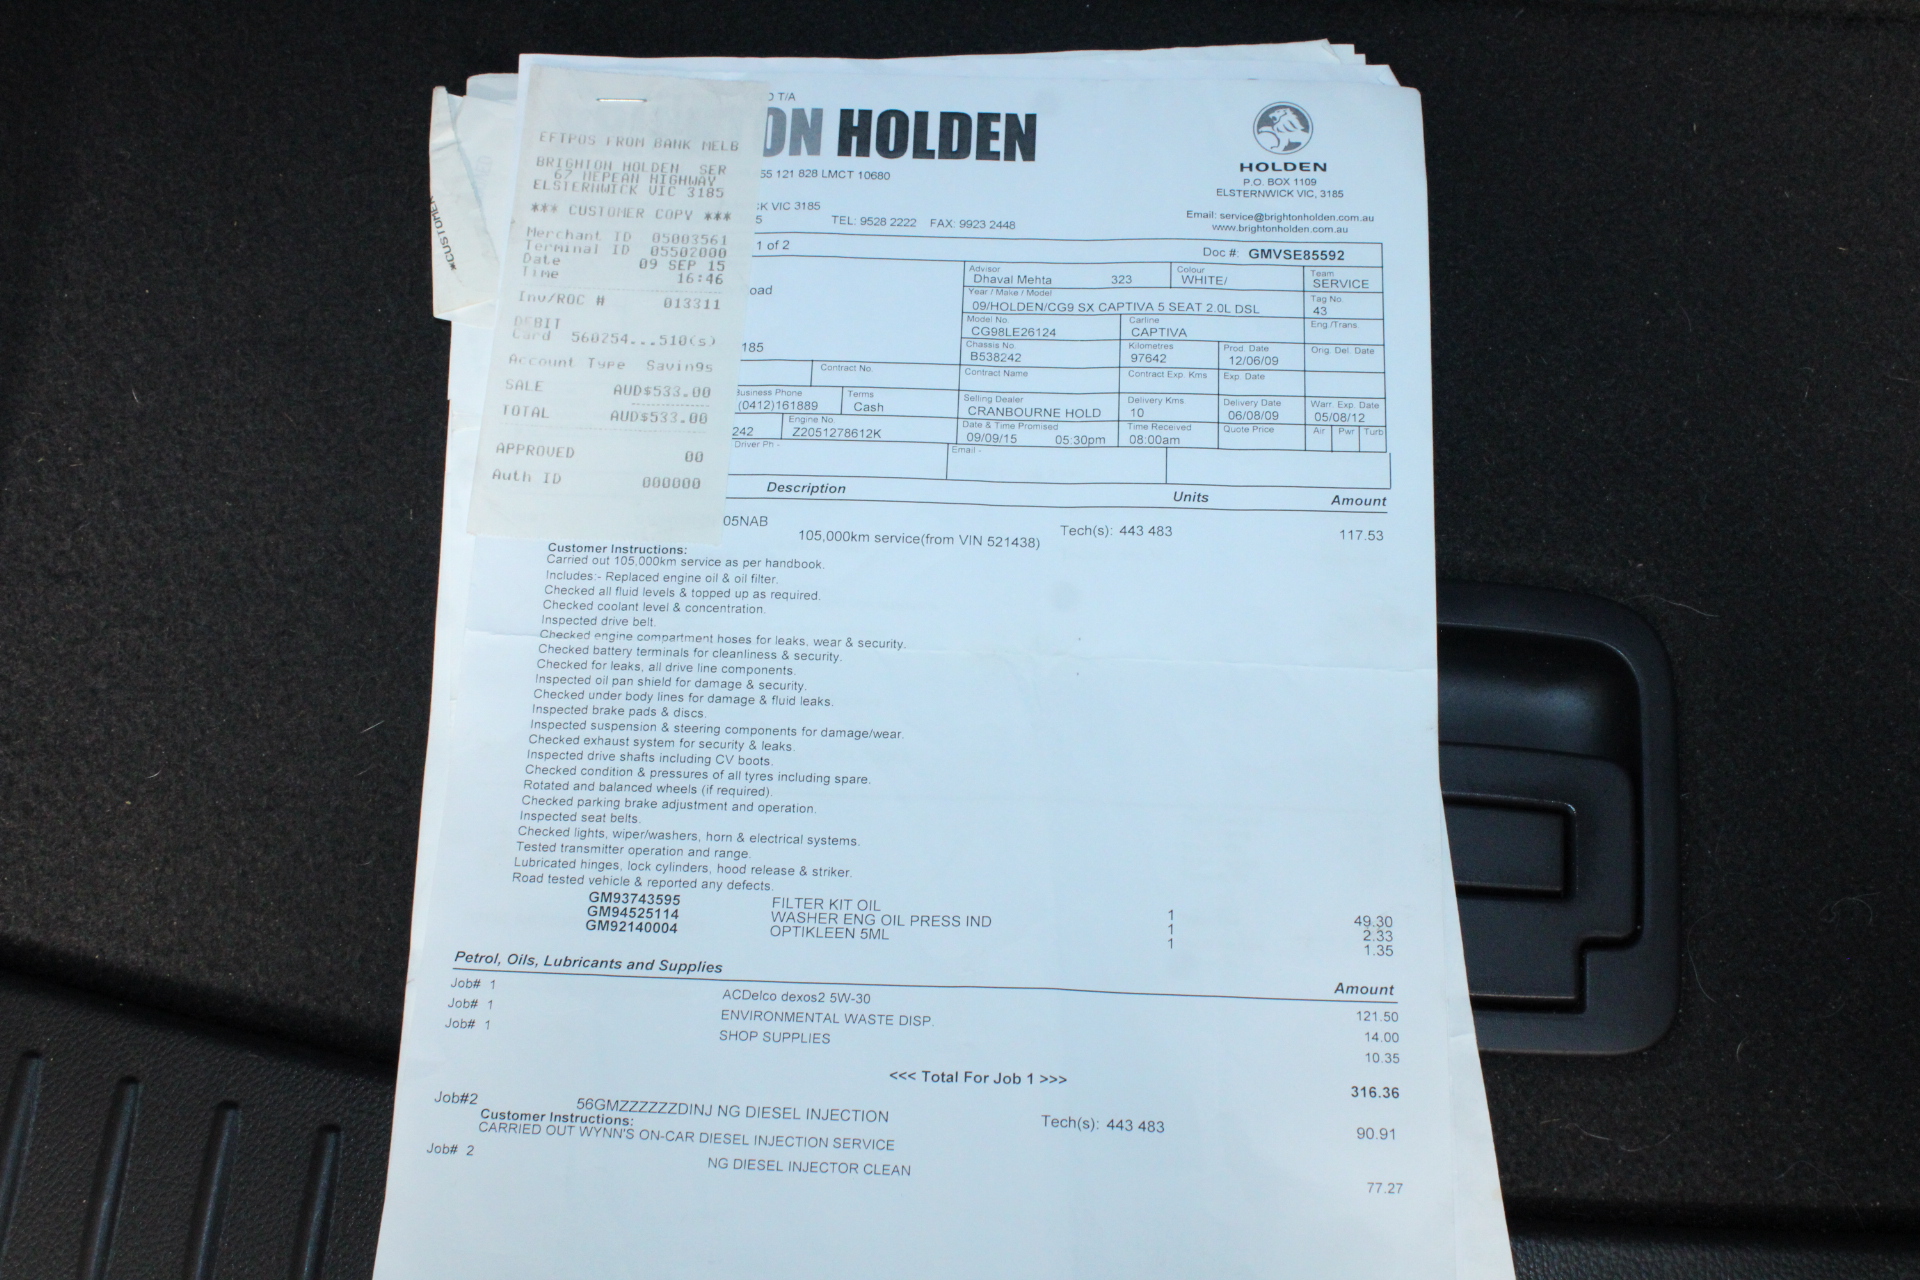 EFTPOS FROM BANK MELB
BRIGHTON HOLDEN SER
67 NEPEAN HIGHWAY
ELSTERNWICK VIC 3185
*** CUSTOMER COPY ***
Merchant ID 05003561
Terminal ID 05502000
Date 09 SEP 15
Time 16:46
Inv/ROC # 013311
DEBIT
Card 560254...510(s)
Account Type Savings
SALE AUD$533.00
TOTAL AUD$533.00
APPROVED 00
Auth ID 000000
*CUSTOMER
T/A
ON HOLDEN
55 121 828 LMCT 10680
CK VIC 3185
5 TEL: 9528 2222 FAX: 9923 2448
HOLDEN
P.O. BOX 1109
ELSTERNWICK VIC, 3185
Email: service@brightonholden.com.au
www.brightonholden.com.au
1 of 2 Doc #: GMVSE85592
oad
185
Advisor Colour Team
Dhaval Mehta 323 WHITE/ SERVICE
Year / Make / Model Tag No.
09/HOLDEN/CG9 SX CAPTIVA 5 SEAT 2.0L DSL 43
Model No. Carline Eng./Trans.
CG98LE26124 CAPTIVA
Chassis No. Kilometres Prod. Date Orig. Del. Date
B538242 97642 12/06/09
Contract No. Contract Name Contract Exp. Kms Exp. Date
Business Phone Terms Selling Dealer Delivery Kms Delivery Date Warr. Exp. Date
(0412)161889 Cash CRANBOURNE HOLD 10 06/08/09 05/08/12
Engine No. Date & Time Promised Time Received Quote Price Air Pwr Turb
242 Z2051278612K 09/09/15 05:30pm 08:00am
Driver Ph - Email -
Description Units Amount
05NAB
105,000km service(from VIN 521438) Tech(s): 443 483 117.53
Customer Instructions:
Carried out 105,000km service as per handbook.
Includes:- Replaced engine oil & oil filter.
Checked all fluid levels & topped up as required.
Checked coolant level & concentration.
Inspected drive belt.
Checked engine compartment hoses for leaks, wear & security.
Checked battery terminals for cleanliness & security.
Checked for leaks, all drive line components.
Inspected oil pan shield for damage & security.
Checked under body lines for damage & fluid leaks.
Inspected brake pads & discs.
Inspected suspension & steering components for damage/wear.
Checked exhaust system for security & leaks.
Inspected drive shafts including CV boots.
Checked condition & pressures of all tyres including spare.
Rotated and balanced wheels (if required).
Checked parking brake adjustment and operation.
Inspected seat belts.
Checked lights, wiper/washers, horn & electrical systems.
Tested transmitter operation and range.
Lubricated hinges, lock cylinders, hood release & striker.
Road tested vehicle & reported any defects.
GM93743595 FILTER KIT OIL 1 49.30
GM94525114 WASHER ENG OIL PRESS IND 1 2.33
GM92140004 OPTIKLEEN 5ML 1 1.35
Petrol, Oils, Lubricants and Supplies Amount
Job# 1 ACDelco dexos2 5W-30 121.50
Job# 1 ENVIRONMENTAL WASTE DISP. 14.00
Job# 1 SHOP SUPPLIES 10.35
<<< Total For Job 1 >>> 316.36
Job#2 56GMZZZZZZDINJ NG DIESEL INJECTION Tech(s): 443 483 90.91
Customer Instructions:
CARRIED OUT WYNN'S ON-CAR DIESEL INJECTION SERVICE
Job# 2 NG DIESEL INJECTOR CLEAN 77.27